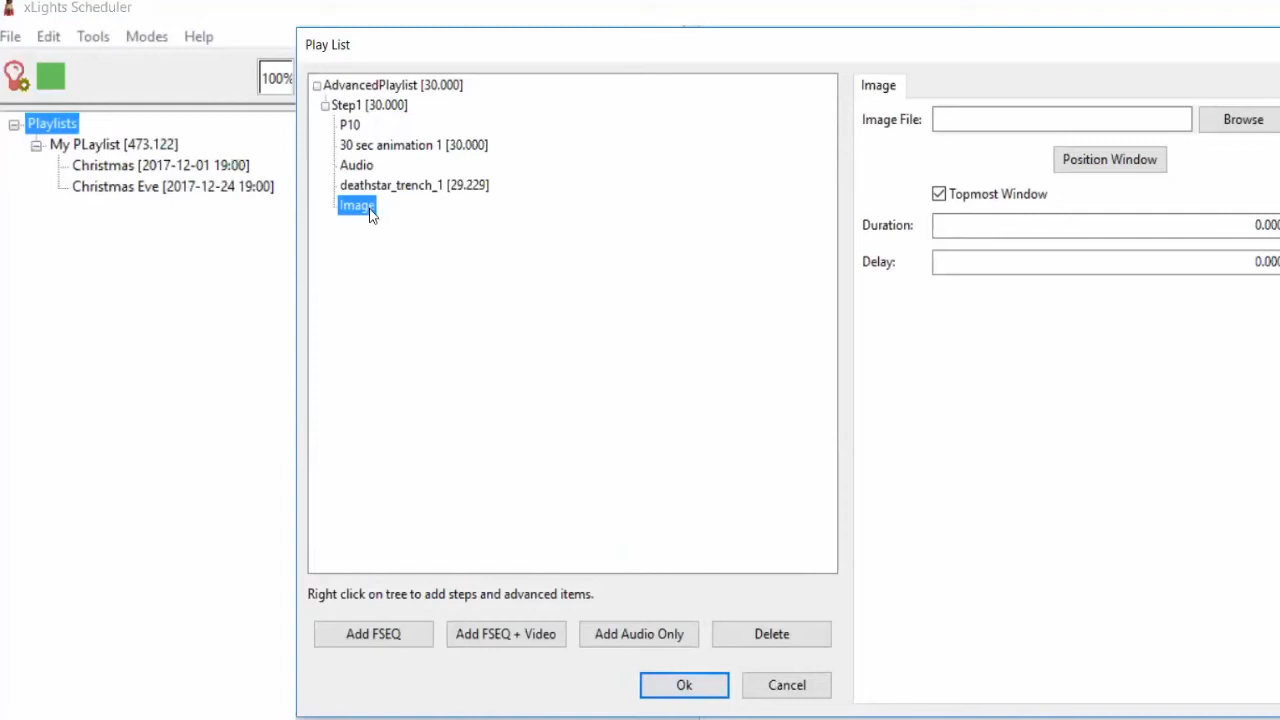 xLights Scheduler
File Edit Tools Modes Help
100%
Playlists
My PLaylist [473.122]
Christmas [2017-12-01 19:00]
Christmas Eve [2017-12-24 19:00]
Play List
AdvancedPlaylist [30.000]
Step1 [30.000]
P10
30 sec animation 1 [30.000]
Audio
deathstar_trench_1 [29.229]
Image
Right click on tree to add steps and advanced items.
Add FSEQ Add FSEQ + Video Add Audio Only Delete
Ok Cancel
Image
Image File: Browse
Position Window
Topmost Window
Duration: 0.000
Delay: 0.000